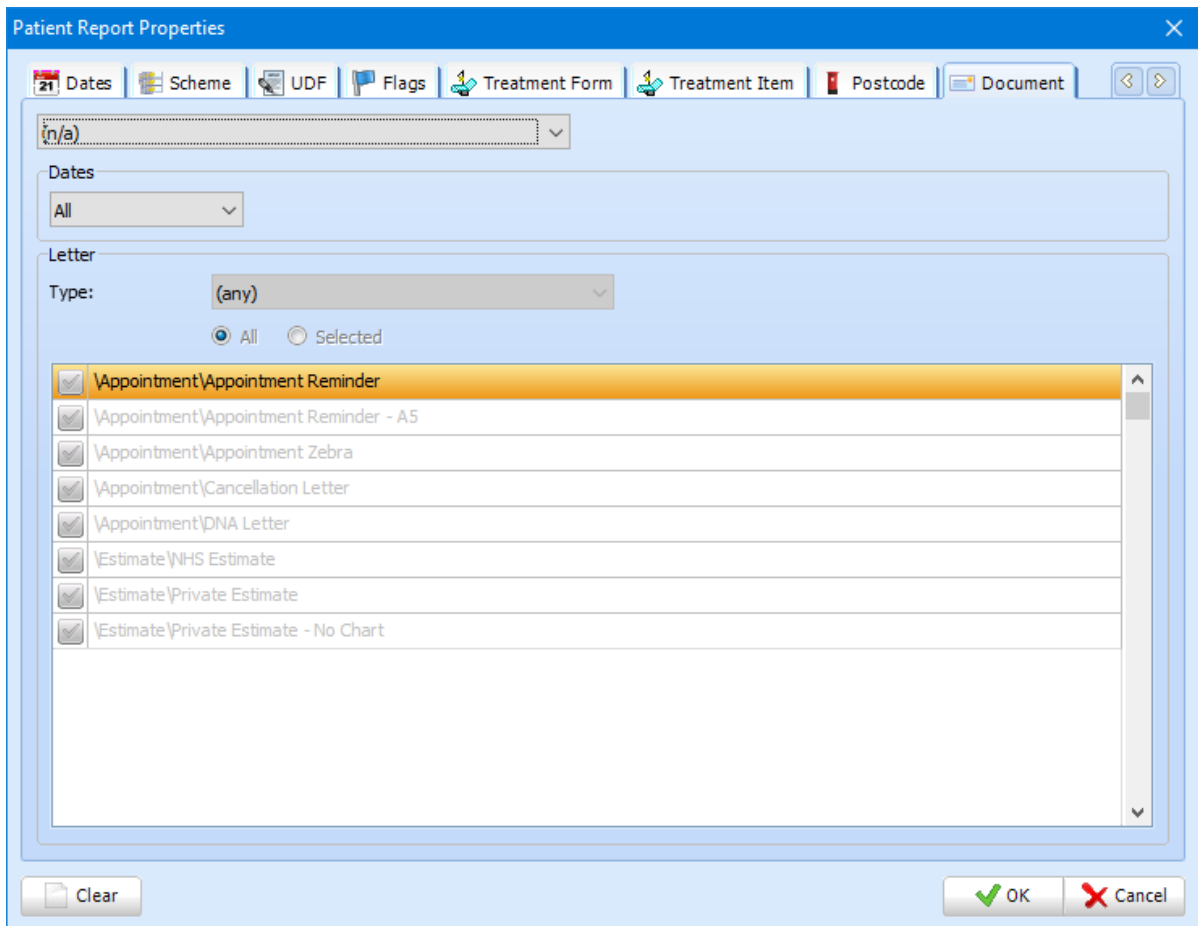 Patient Report Properties
21 Dates Scheme UDF Flags Treatment Form Treatment Item Postcode Document
(n/a)
Dates
All
Letter
Type: (any)
All Selected
\Appointment\Appointment Reminder
\Appointment\Appointment Reminder - A5
\Appointment\Appointment Zebra
\Appointment\Cancellation Letter
\Appointment\DNA Letter
\Estimate\NHS Estimate
\Estimate\Private Estimate
\Estimate\Private Estimate - No Chart
Clear OK Cancel